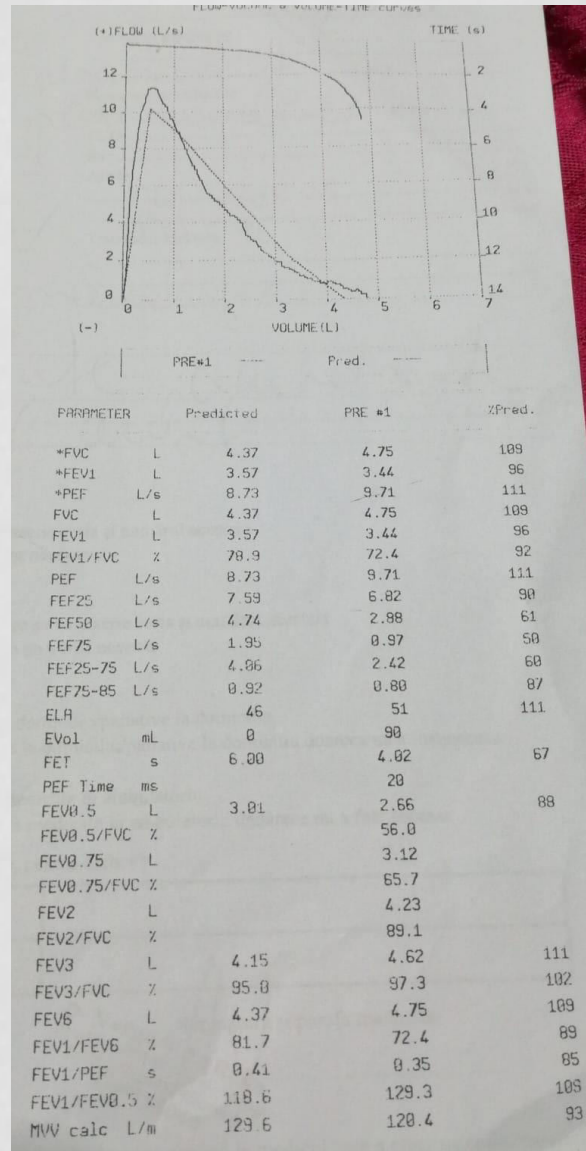 FLOW-VOLUME & VOLUME-TIME curves
(+)FLOW (L/s) TIME (s)
12 2
10 4
8 6
6 8
4 10
2 12
0 14
0 1 2 3 4 5 6 7
(-) VOLUME(L)
PRE#1 Pred.
PARAMETER Predicted PRE #1 %Pred.
*FVC L 4.37 4.75 109
*FEV1 L 3.57 3.44 96
*PEF L/s 8.73 9.71 111
FVC L 4.37 4.75 109
FEV1 L 3.57 3.44 96
FEV1/FVC % 78.9 72.4 92
PEF L/s 8.73 9.71 111
FEF25 L/s 7.59 6.82 90
FEF50 L/s 4.74 2.88 61
FEF75 L/s 1.95 0.97 50
FEF25-75 L/s 4.06 2.42 60
FEF75-85 L/s 0.92 0.80 87
ELA 46 51 111
EVol mL 0 90
FET s 6.00 4.02 67
PEF Time ms 20
FEV0.5 L 3.01 2.66 88
FEV0.5/FVC % 56.0
FEV0.75 L 3.12
FEV0.75/FVC % 65.7
FEV2 L 4.23
FEV2/FVC % 89.1
FEV3 L 4.15 4.62 111
FEV3/FVC % 95.0 97.3 102
FEV6 L 4.37 4.75 109
FEV1/FEV6 % 81.7 72.4 89
FEV1/PEF s 0.41 0.35 85
FEV1/FEV0.5 % 118.6 129.3 109
MVV calc L/m 129.6 120.4 93